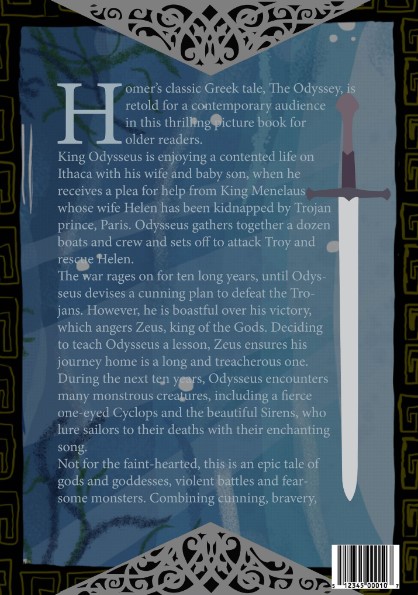 Homer's classic Greek tale, The Odyssey, is
retold for a contemporary audience
in this thrilling picture book for
older readers.
King Odysseus is enjoying a contented life on
Ithaca with his wife and baby son, when he
receives a plea for help from King Menelaus
whose wife Helen has been kidnapped by Trojan
prince, Paris. Odysseus gathers together a dozen
boats and crew and sets off to attack Troy and
rescue Helen.
The war rages on for ten long years, until Odys-
seus devises a cunning plan to defeat the Tro-
jans. However, he is boastful over his victory,
which angers Zeus, king of the Gods. Deciding
to teach Odysseus a lesson, Zeus ensures his
journey home is a long and treacherous one.
During the next ten years, Odysseus encounters
many monstrous creatures, including a fierce
one-eyed Cyclops and the beautiful Sirens, who
lure sailors to their deaths with their enchanting
song.
Not for the faint-hearted, this is an epic tale of
gods and goddesses, violent battles and fear-
some monsters. Combining cunning, bravery,
5 12345 00010 7